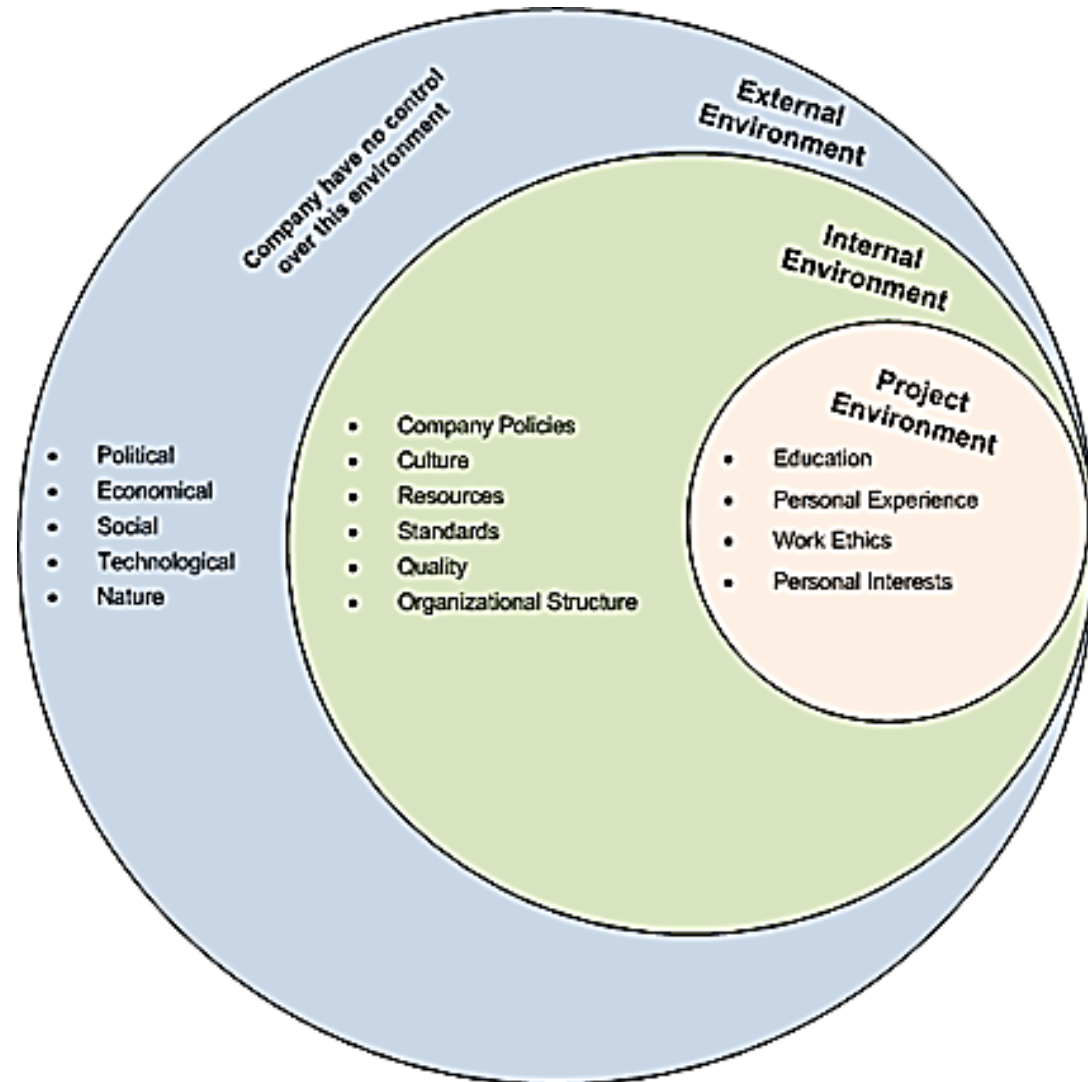 Company have no control
over this environment
External
Environment
Internal
Environment
Project
Environment
• Political
• Economical
• Social
• Technological
• Nature
• Company Policies
• Culture
• Resources
• Standards
• Quality
• Organizational Structure
• Education
• Personal Experience
• Work Ethics
• Personal Interests